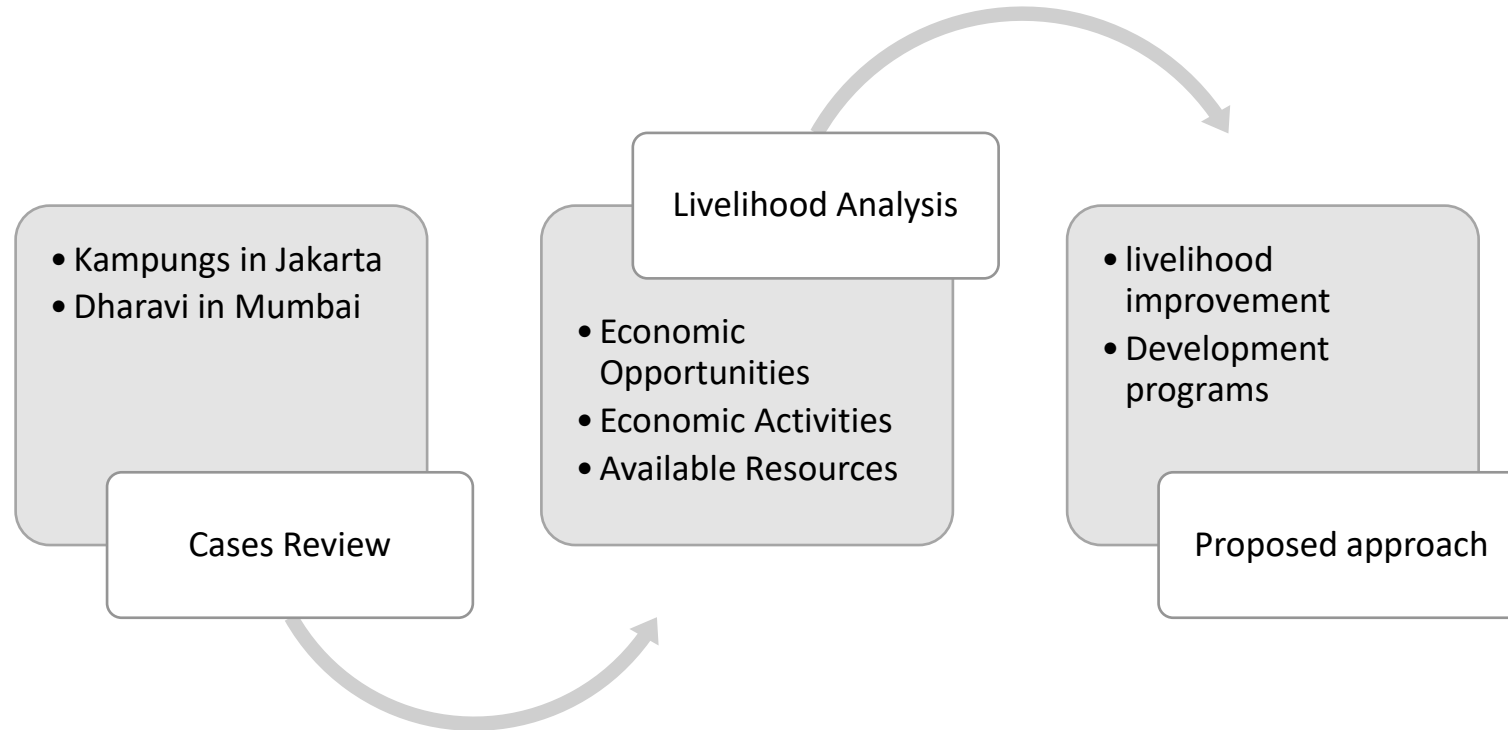 • Kampungs in Jakarta
• Dharavi in Mumbai
Cases Review
Livelihood Analysis
• Economic
Opportunities
• Economic Activities
• Available Resources
• livelihood
improvement
• Development
programs
Proposed approach